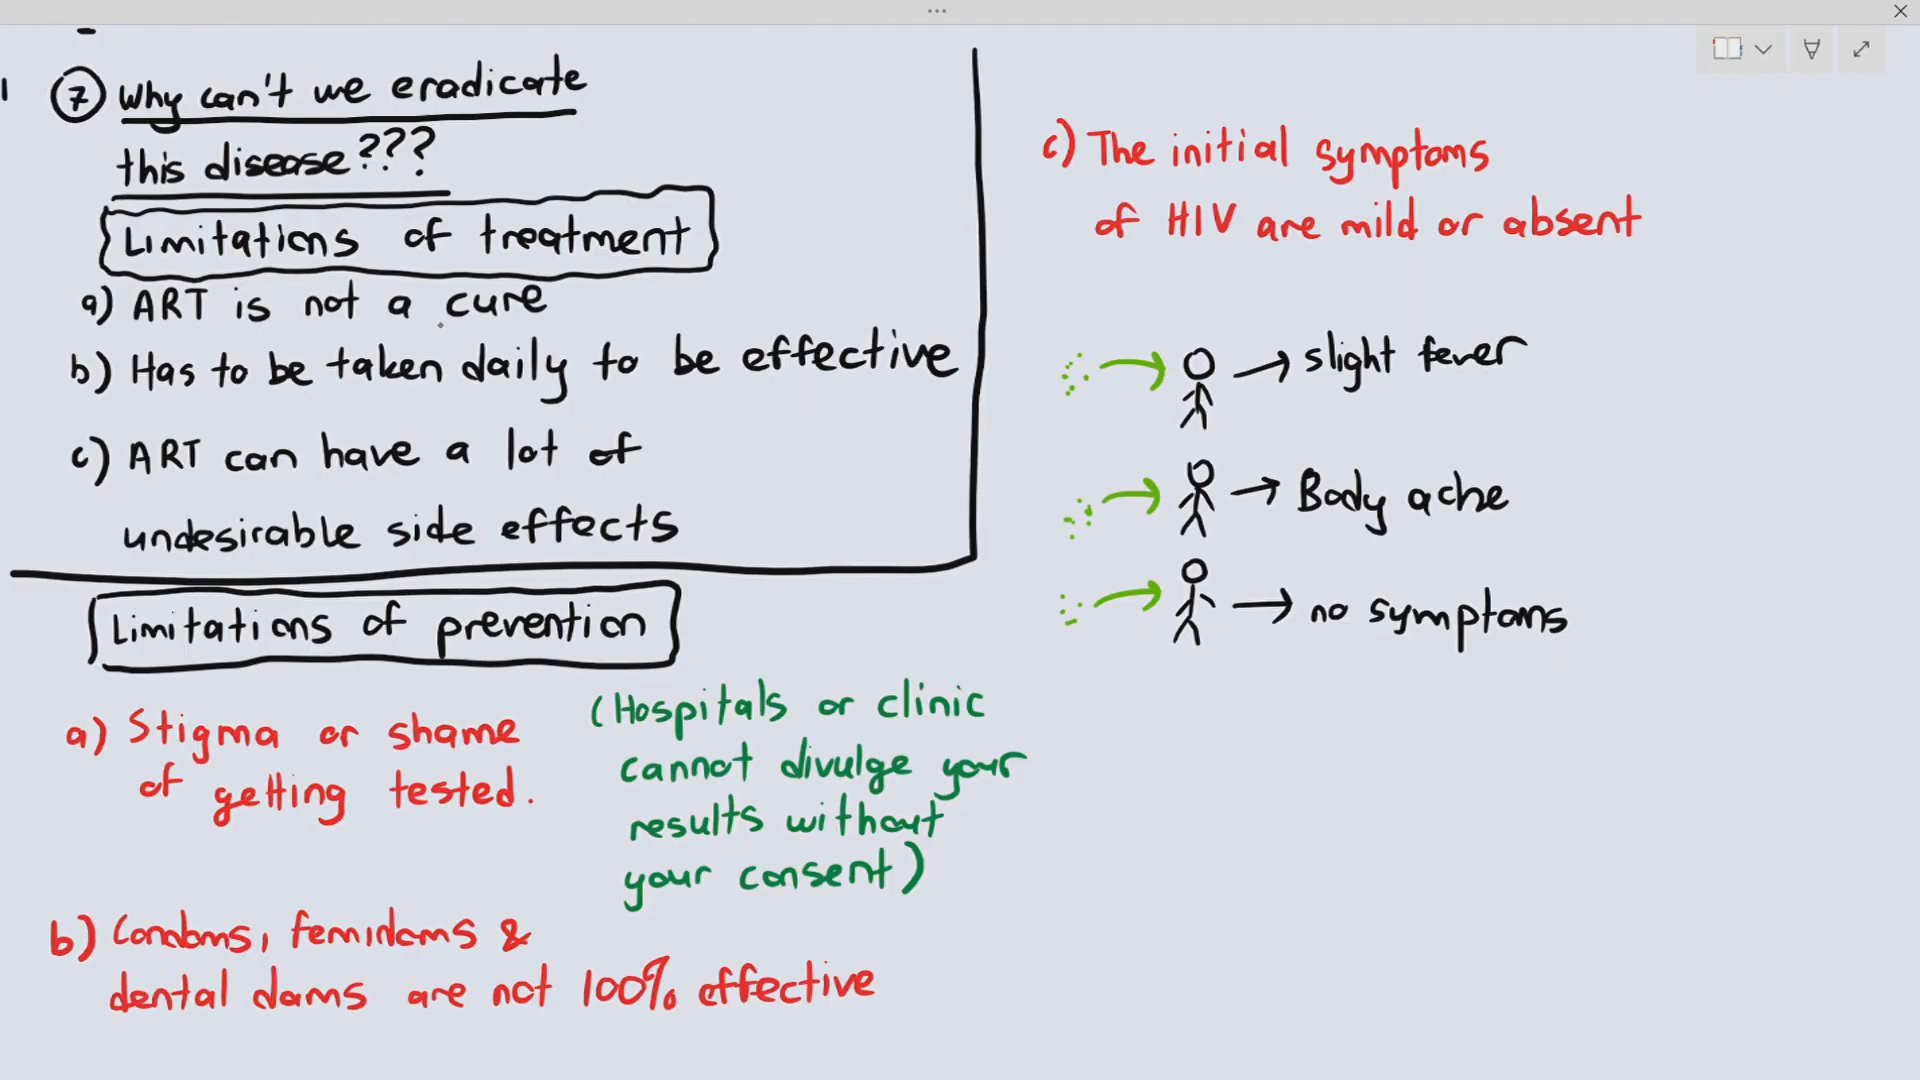 7 Why can't we eradicate
this disease???
Limitations of treatment
a) ART is not a cure
b) Has to be taken daily to be effective
c) ART can have a lot of
undesirable side effects
Limitations of prevention
a) Stigma or shame
of getting tested.
(Hospitals or clinic
cannot divulge your
results without
your consent)
b) Condoms, femidoms &
dental dams are not 100% effective
c) The initial symptoms
of HIV are mild or absent
→ slight fever
→ Body ache
→ no symptoms